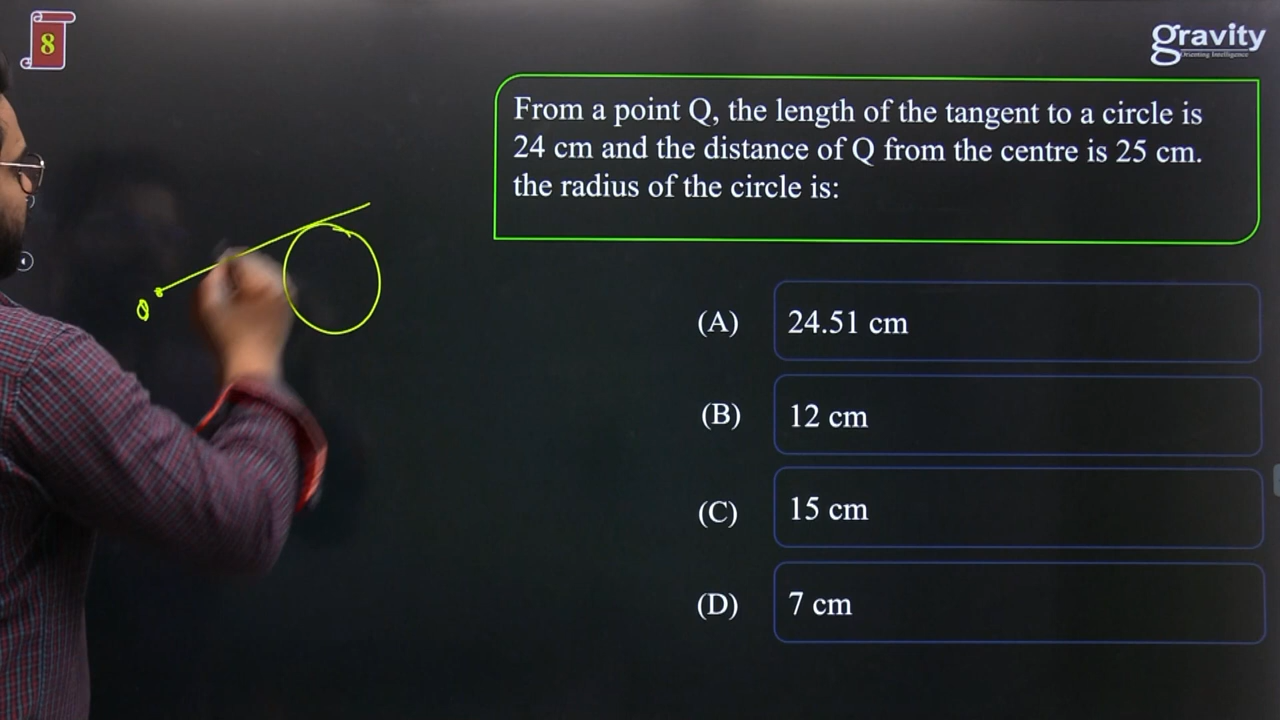 8
gravity
Orienting Intelligence
From a point Q, the length of the tangent to a circle is
24 cm and the distance of Q from the centre is 25 cm.
the radius of the circle is:
Q
(A) 24.51 cm
(B) 12 cm
(C) 15 cm
(D) 7 cm